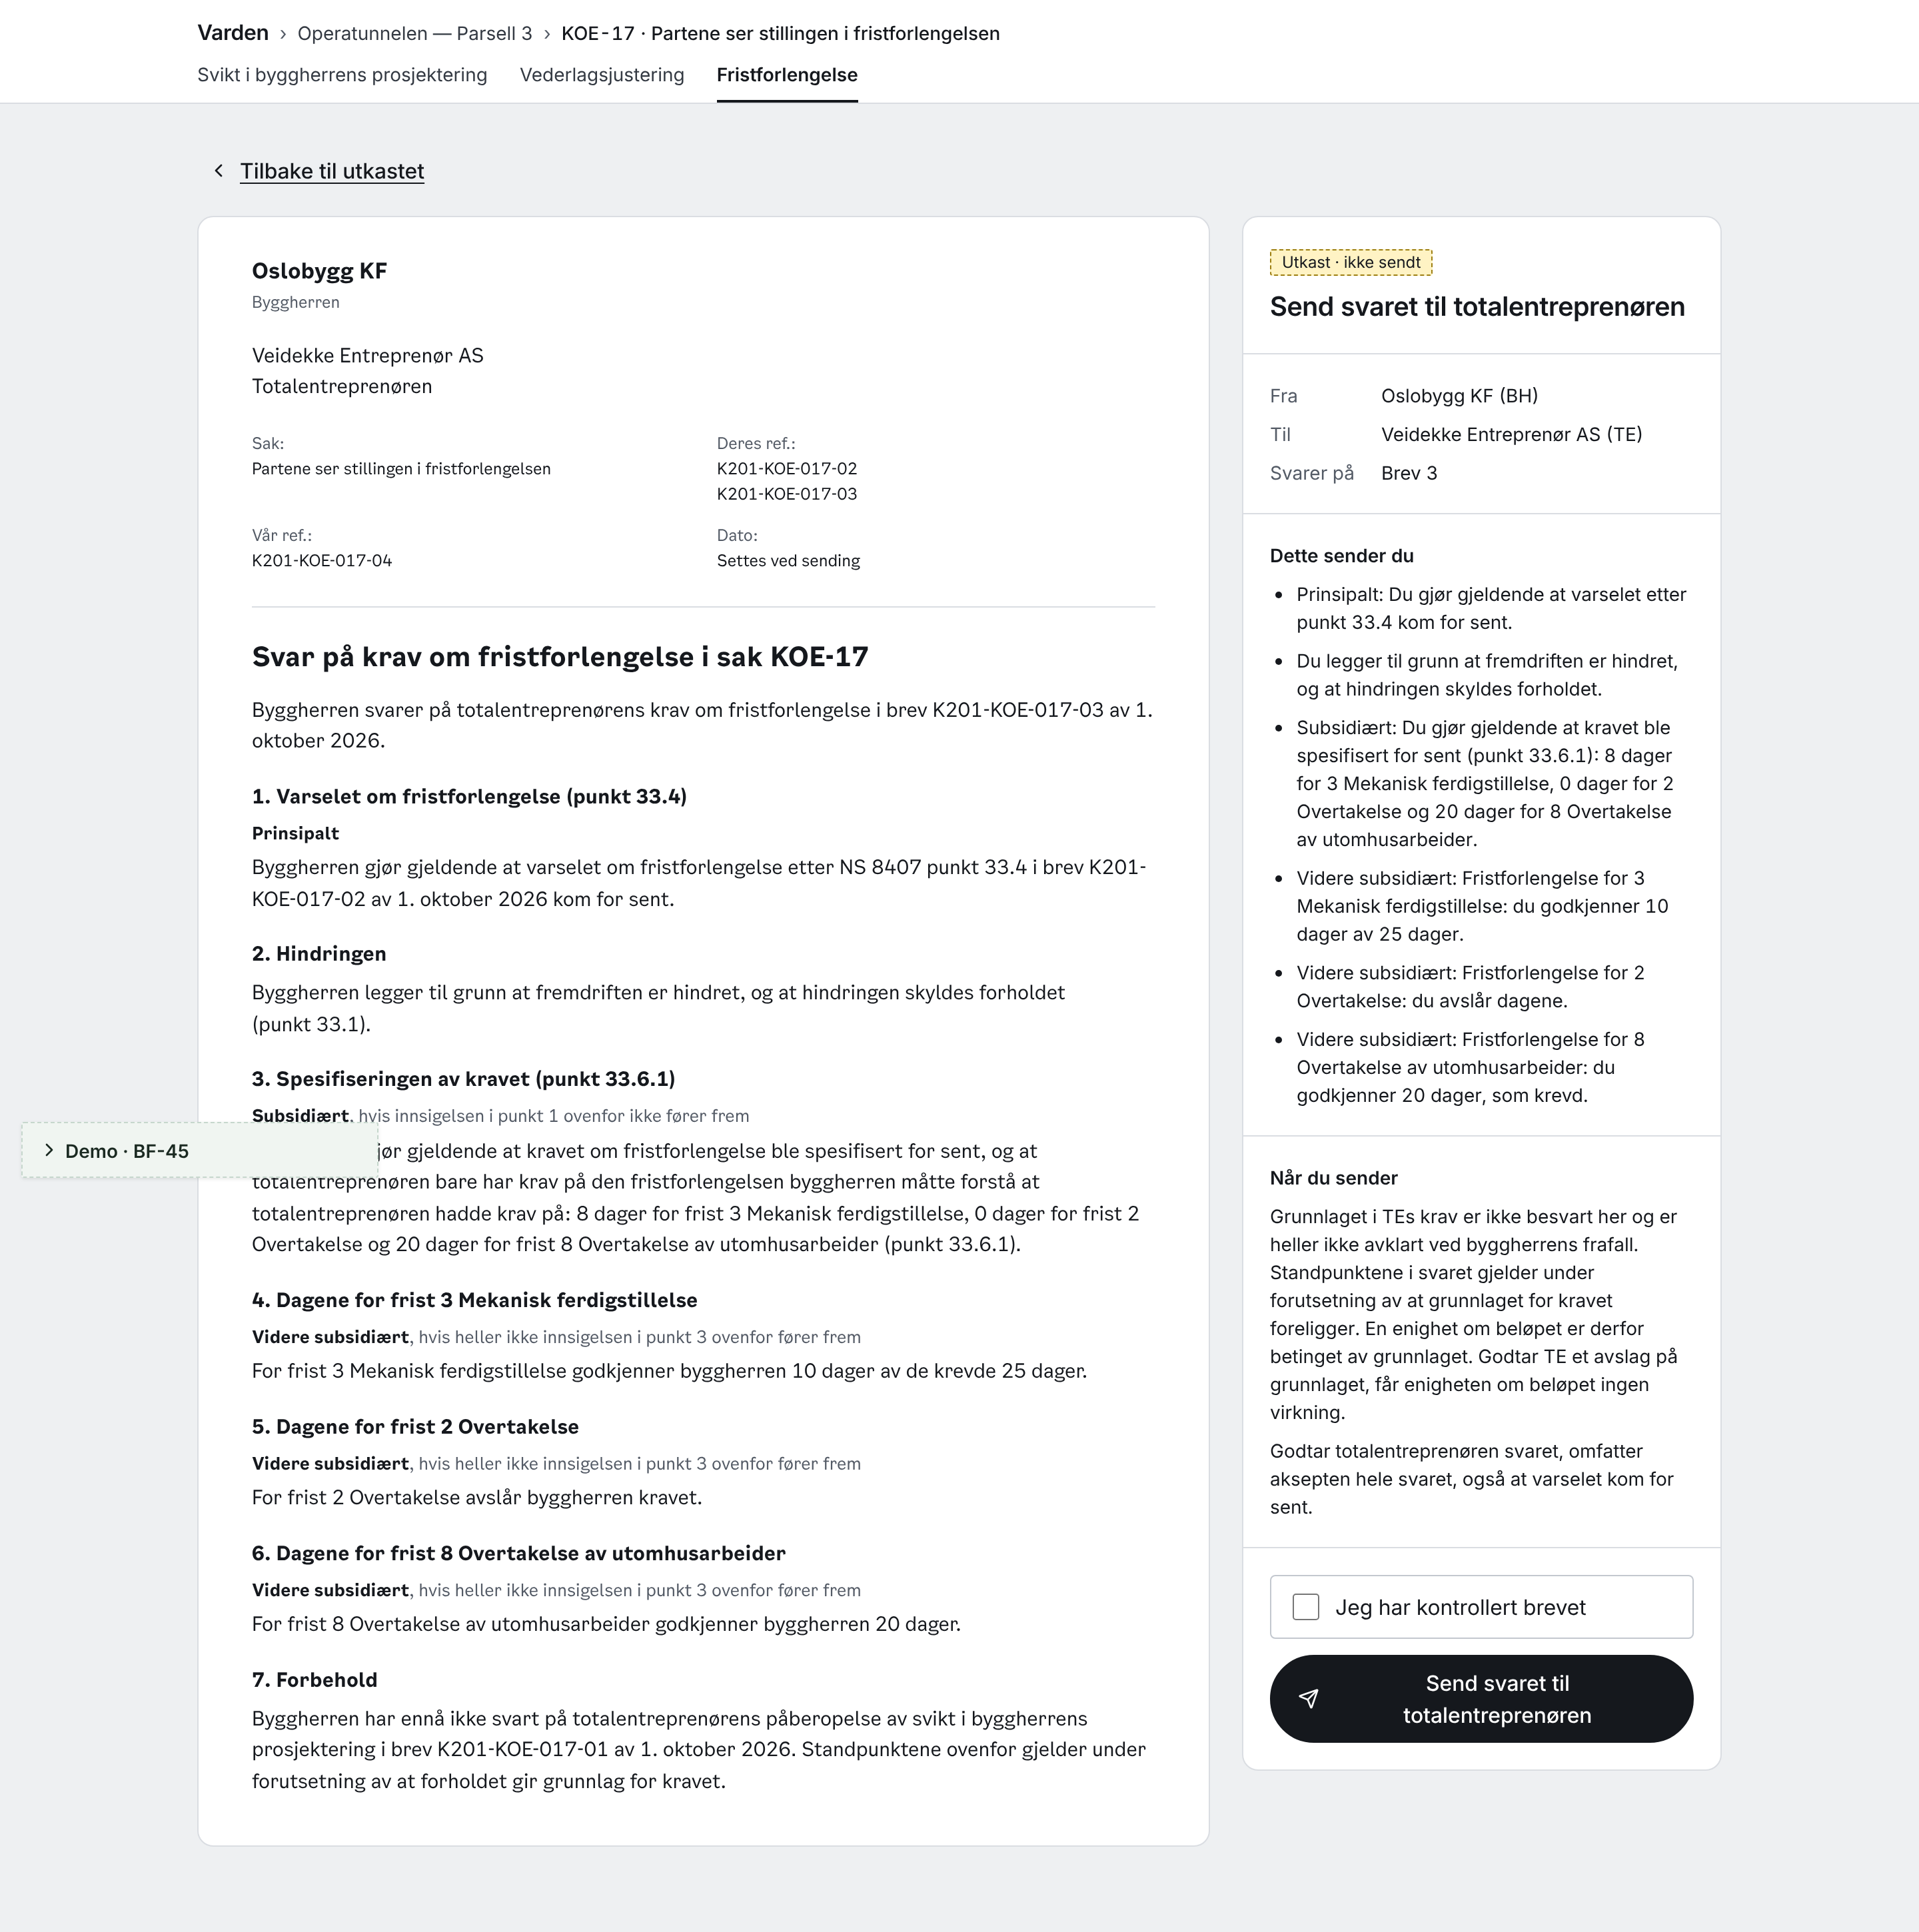 Varden › Operatunnelen — Parsell 3 › KOE-17 · Partene ser stillingen i fristforlengelsen
Svikt i byggherrens prosjektering Vederlagsjustering Fristforlengelse
Tilbake til utkastet
Oslobygg KF
Byggherren
Veidekke Entreprenør AS
Totalentreprenøren
Sak:
Partene ser stillingen i fristforlengelsen
Deres ref.:
K201-KOE-017-02
K201-KOE-017-03
Vår ref.:
K201-KOE-017-04
Dato:
Settes ved sending
Svar på krav om fristforlengelse i sak KOE-17
Byggherren svarer på totalentreprenørens krav om fristforlengelse i brev K201-KOE-017-03 av 1.
oktober 2026.
1. Varselet om fristforlengelse (punkt 33.4)
Prinsipalt
Byggherren gjør gjeldende at varselet om fristforlengelse etter NS 8407 punkt 33.4 i brev K201-
KOE-017-02 av 1. oktober 2026 kom for sent.
2. Hindringen
Byggherren legger til grunn at fremdriften er hindret, og at hindringen skyldes forholdet
(punkt 33.1).
3. Spesifiseringen av kravet (punkt 33.6.1)
Subsidiært, hvis innsigelsen i punkt 1 ovenfor ikke fører frem
Demo · BF-45
jør gjeldende at kravet om fristforlengelse ble spesifisert for sent, og at
totalentreprenøren bare har krav på den fristforlengelsen byggherren måtte forstå at
totalentreprenøren hadde krav på: 8 dager for frist 3 Mekanisk ferdigstillelse, 0 dager for frist 2
Overtakelse og 20 dager for frist 8 Overtakelse av utomhusarbeider (punkt 33.6.1).
4. Dagene for frist 3 Mekanisk ferdigstillelse
Videre subsidiært, hvis heller ikke innsigelsen i punkt 3 ovenfor fører frem
For frist 3 Mekanisk ferdigstillelse godkjenner byggherren 10 dager av de krevde 25 dager.
5. Dagene for frist 2 Overtakelse
Videre subsidiært, hvis heller ikke innsigelsen i punkt 3 ovenfor fører frem
For frist 2 Overtakelse avslår byggherren kravet.
6. Dagene for frist 8 Overtakelse av utomhusarbeider
Videre subsidiært, hvis heller ikke innsigelsen i punkt 3 ovenfor fører frem
For frist 8 Overtakelse av utomhusarbeider godkjenner byggherren 20 dager.
7. Forbehold
Byggherren har ennå ikke svart på totalentreprenørens påberopelse av svikt i byggherrens
prosjektering i brev K201-KOE-017-01 av 1. oktober 2026. Standpunktene ovenfor gjelder under
forutsetning av at forholdet gir grunnlag for kravet.
Utkast · ikke sendt
Send svaret til totalentreprenøren
Fra Oslobygg KF (BH)
Til Veidekke Entreprenør AS (TE)
Svarer på Brev 3
Dette sender du
• Prinsipalt: Du gjør gjeldende at varselet etter
punkt 33.4 kom for sent.
• Du legger til grunn at fremdriften er hindret,
og at hindringen skyldes forholdet.
• Subsidiært: Du gjør gjeldende at kravet ble
spesifisert for sent (punkt 33.6.1): 8 dager
for 3 Mekanisk ferdigstillelse, 0 dager for 2
Overtakelse og 20 dager for 8 Overtakelse
av utomhusarbeider.
• Videre subsidiært: Fristforlengelse for 3
Mekanisk ferdigstillelse: du godkjenner 10
dager av 25 dager.
• Videre subsidiært: Fristforlengelse for 2
Overtakelse: du avslår dagene.
• Videre subsidiært: Fristforlengelse for 8
Overtakelse av utomhusarbeider: du
godkjenner 20 dager, som krevd.
Når du sender
Grunnlaget i TEs krav er ikke besvart her og er
heller ikke avklart ved byggherrens frafall.
Standpunktene i svaret gjelder under
forutsetning av at grunnlaget for kravet
foreligger. En enighet om beløpet er derfor
betinget av grunnlaget. Godtar TE et avslag på
grunnlaget, får enigheten om beløpet ingen
virkning.
Godtar totalentreprenøren svaret, omfatter
aksepten hele svaret, også at varselet kom for
sent.
Jeg har kontrollert brevet
Send svaret til
totalentreprenøren